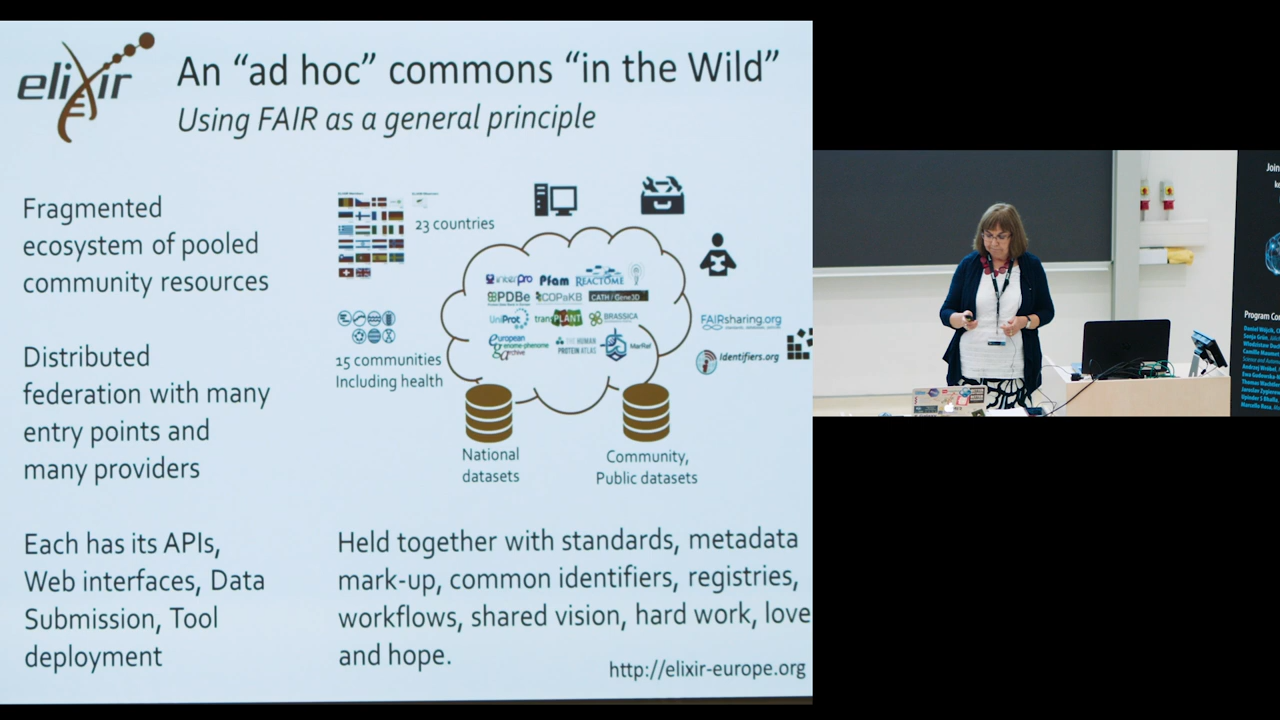 elixir
An “ad hoc” commons “in the Wild”
Using FAIR as a general principle
Fragmented
ecosystem of pooled
community resources
Distributed
federation with many
entry points and
many providers
Each has its APIs,
Web interfaces, Data
Submission, Tool
deployment
23 countries
15 communities
Including health
interpro Pfam REACTOME
PDBe COPaKB CATH / Gene3D
UniProt transPLANT BRASSICA
european genome-phenome archive THE HUMAN PROTEIN ATLAS MarRef
FAIRsharing.org
Identifiers.org
National
datasets
Community,
Public datasets
Held together with standards, metadata
mark-up, common identifiers, registries,
workflows, shared vision, hard work, love
and hope.
http://elixir-europe.org
Join
Program Con